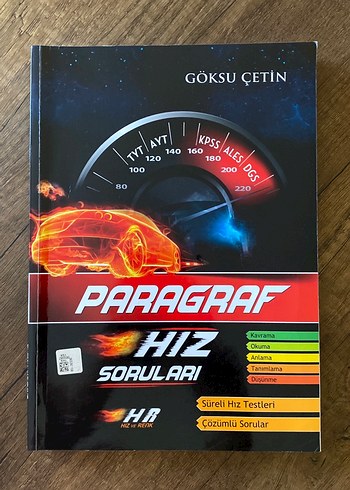 GÖKSU ÇETİN
TYT AYT KPSS ALES DGS
80 100 120 140 160 180 200 220
PARAGRAF
HIZ
SORULARI
Kavrama
Okuma
Anlama
Tanımlama
Düşünme
Süreli Hız Testleri
Çözümlü Sorular
HR
HIZ VE RENK